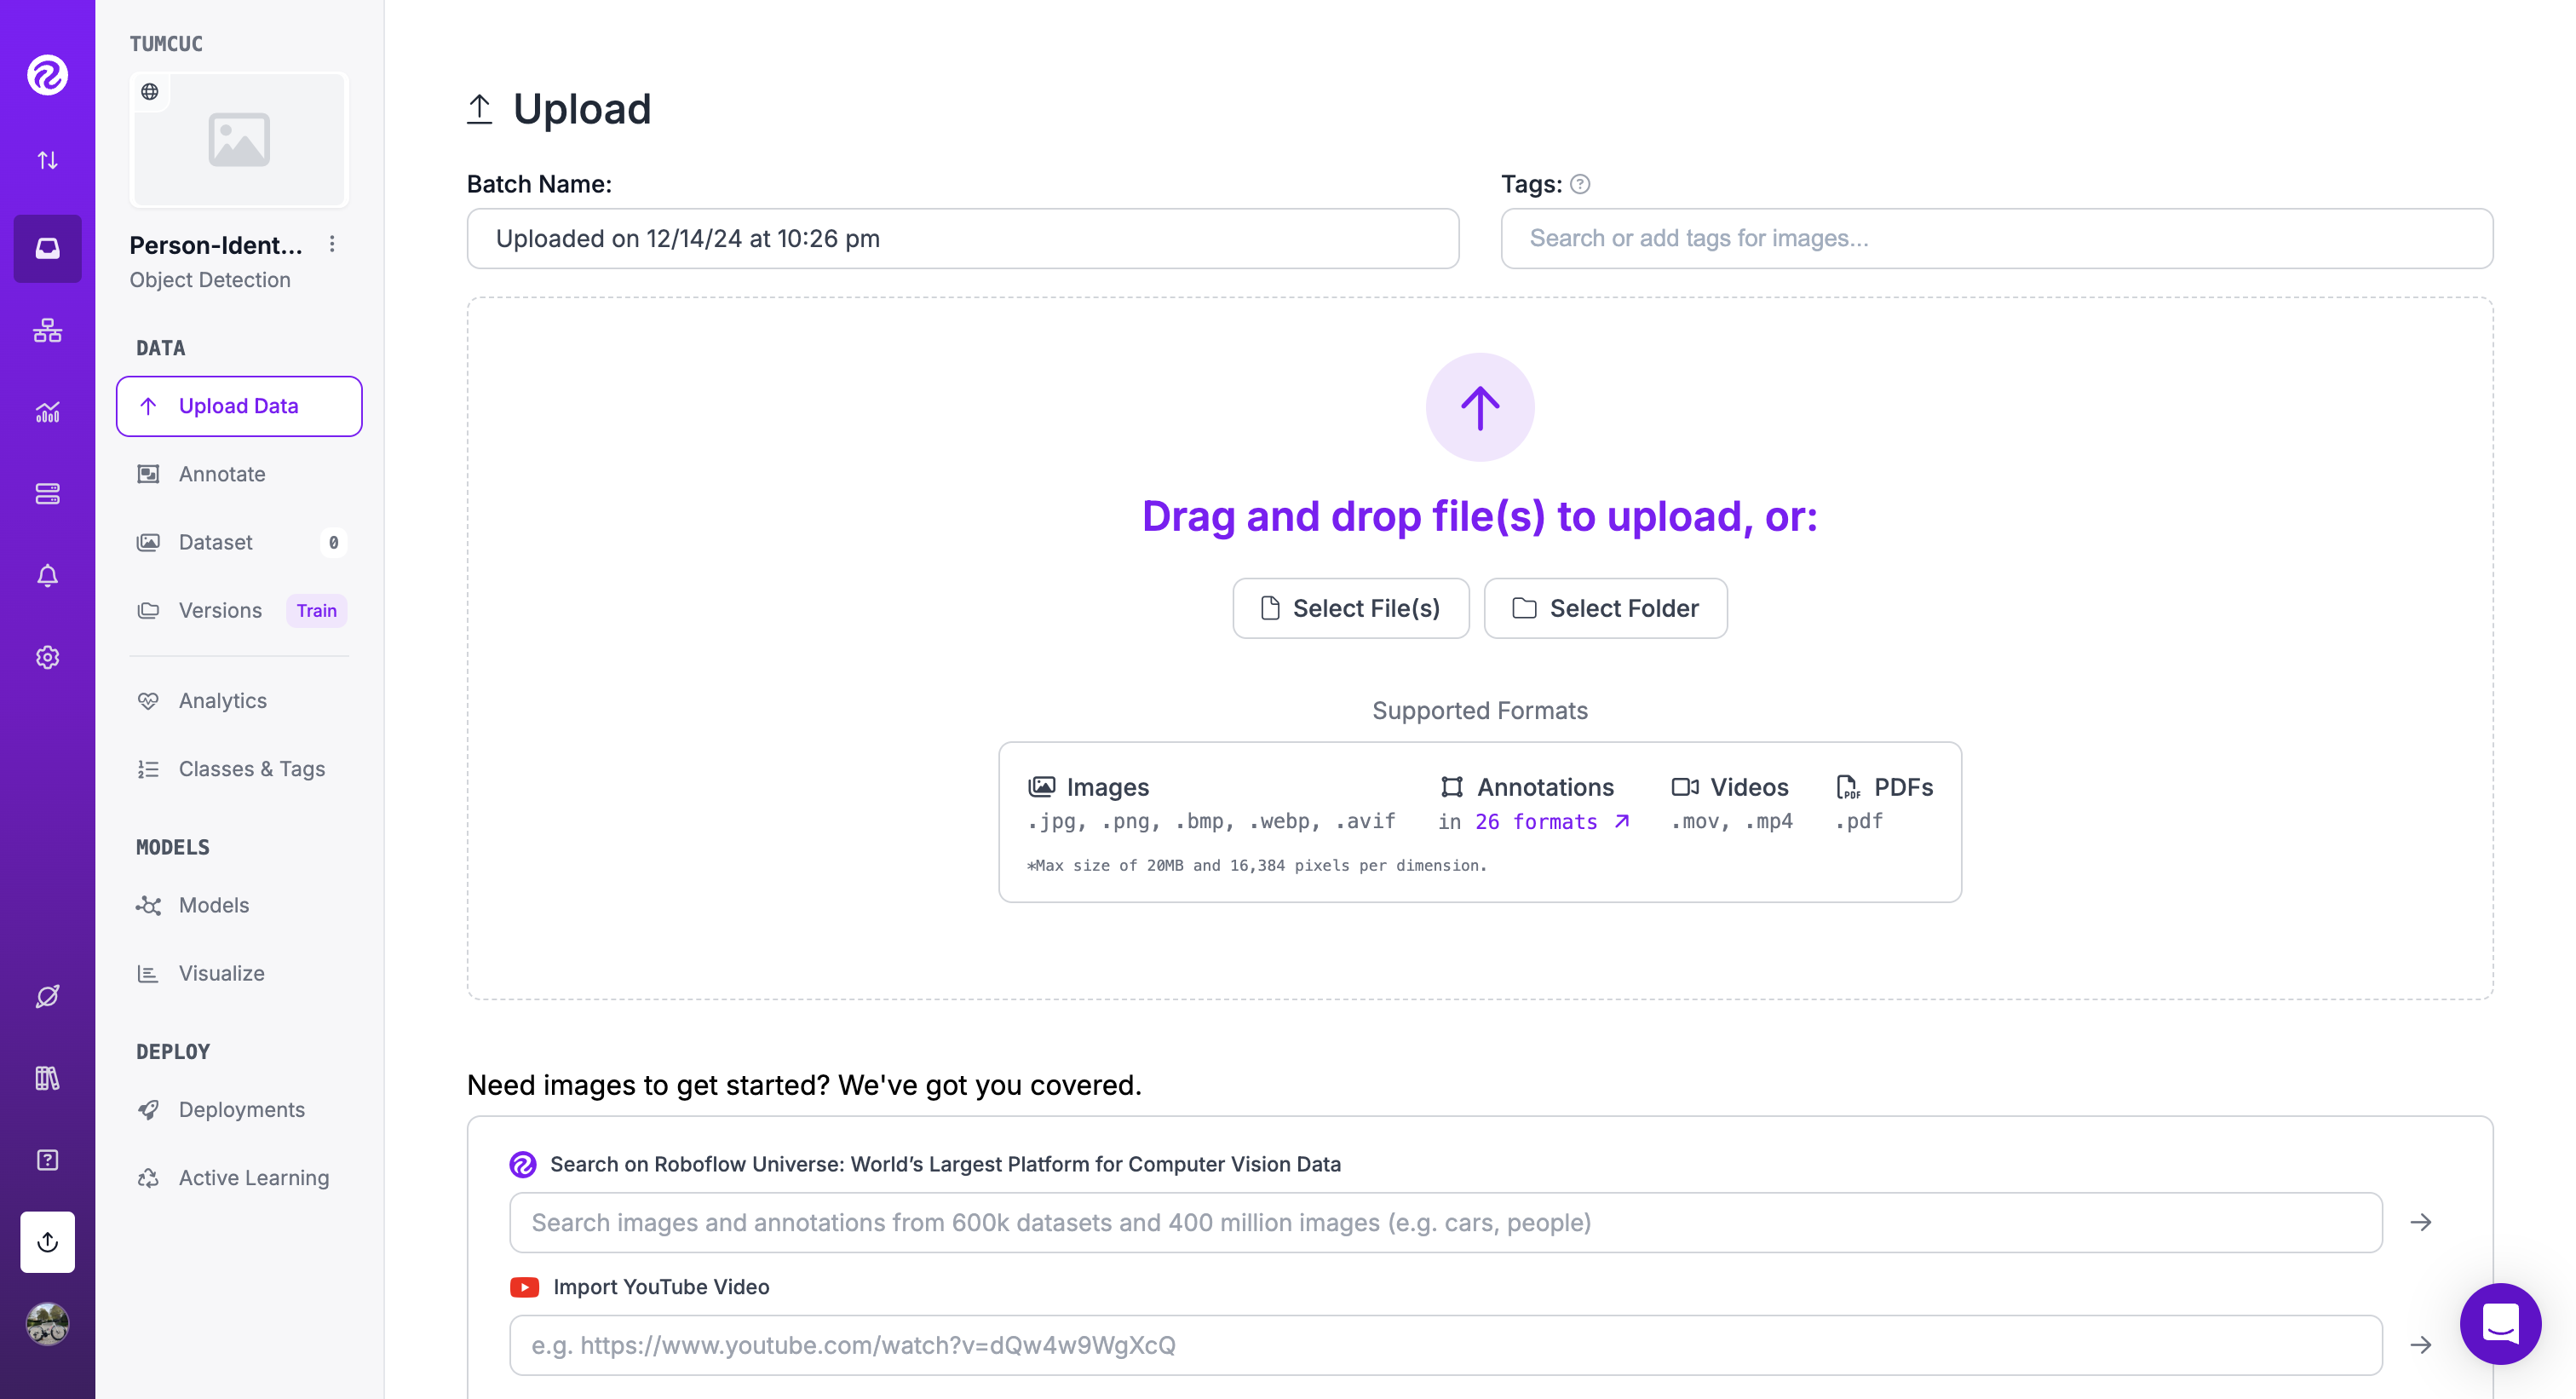 TUMCUC
Person-Ident...
Object Detection
DATA
Upload Data
Annotate
Dataset 0
Versions Train
Analytics
Classes & Tags
MODELS
Models
Visualize
DEPLOY
Deployments
Active Learning
Upload
Batch Name:
Uploaded on 12/14/24 at 10:26 pm
Tags:
Search or add tags for images...
Drag and drop file(s) to upload, or:
Select File(s) Select Folder
Supported Formats
Images
.jpg, .png, .bmp, .webp, .avif
Annotations
in 26 formats
Videos
.mov, .mp4
PDFs
.pdf
*Max size of 20MB and 16,384 pixels per dimension.
Need images to get started? We've got you covered.
Search on Roboflow Universe: World's Largest Platform for Computer Vision Data
Search images and annotations from 600k datasets and 400 million images (e.g. cars, people)
Import YouTube Video
e.g. https://www.youtube.com/watch?v=dQw4w9WgXcQ